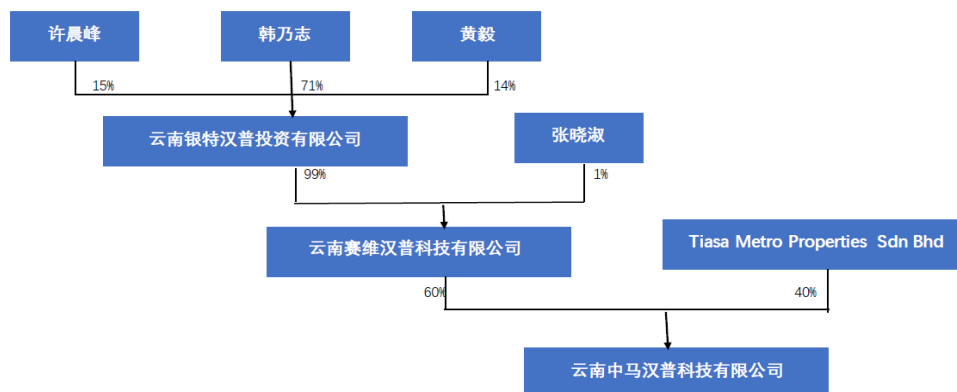 许晨峰
韩乃志
黄毅
15%
71%
14%
云南银特汉普投资有限公司
张晓淑
99%
1%
云南赛维汉普科技有限公司
Tiasa Metro Properties Sdn Bhd
60%
40%
云南中马汉普科技有限公司